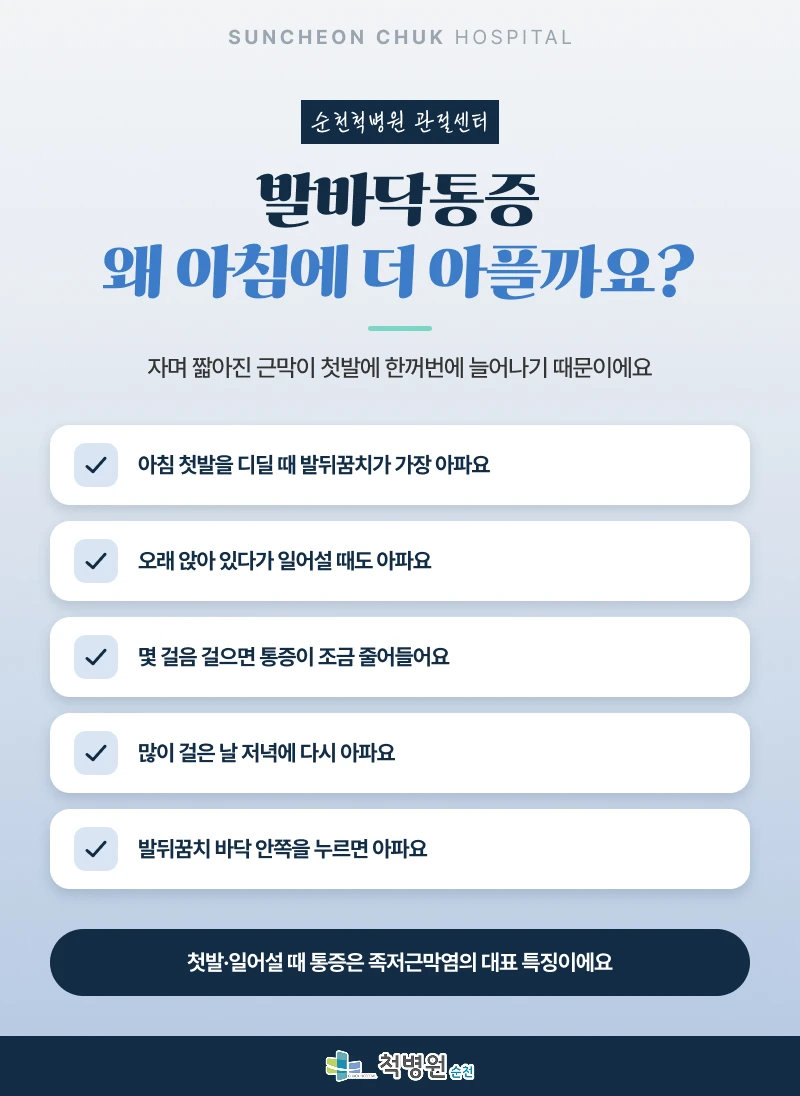 SUNCHEON CHUK HOSPITAL
순천척병원 관절센터
발바닥통증
왜 아침에 더 아플까요?
자며 짧아진 근막이 첫발에 한꺼번에 늘어나기 때문이에요
아침 첫발을 디딜 때 발뒤꿈치가 가장 아파요
오래 앉아 있다가 일어설 때도 아파요
몇 걸음 걸으면 통증이 조금 줄어들어요
많이 걸은 날 저녁에 다시 아파요
발뒤꿈치 바닥 안쪽을 누르면 아파요
첫발·일어설 때 통증은 족저근막염의 대표 특징이에요
척병원 순천